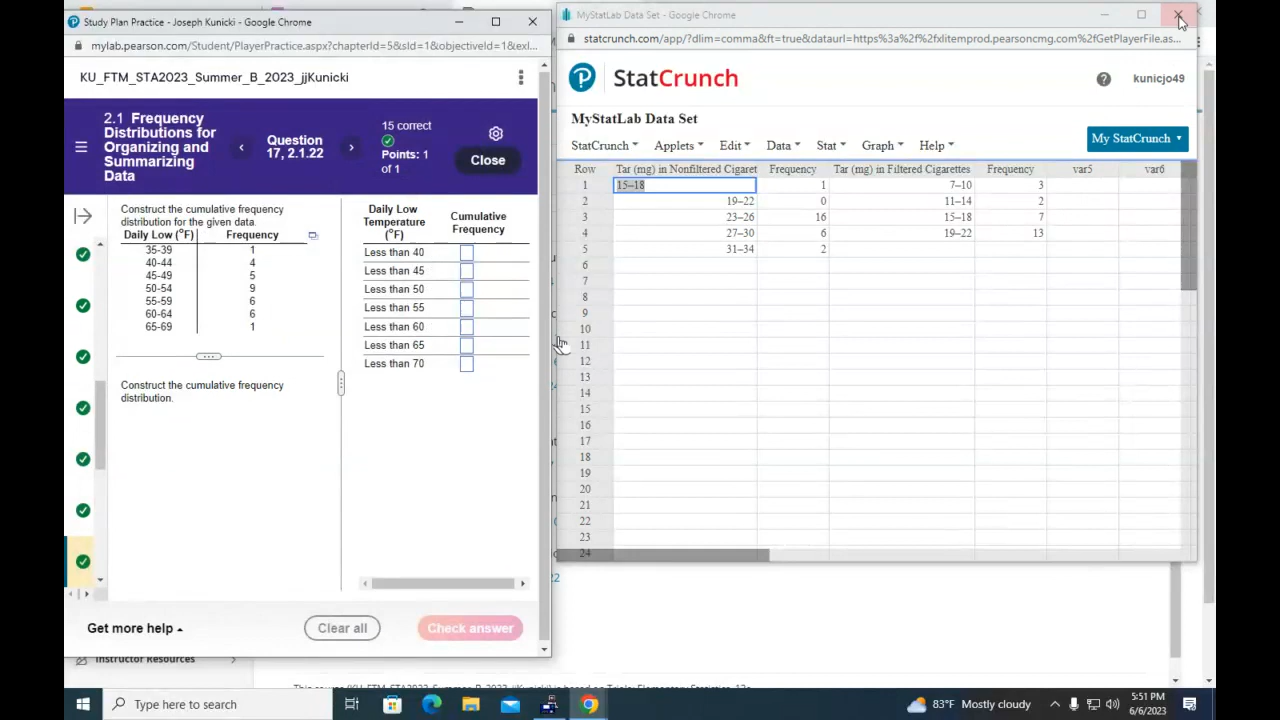 Study Plan Practice - Joseph Kunicki - Google Chrome
mylab.pearson.com/Student/PlayerPractice.aspx?chapterId=5&sId=1&objectiveId=1&exl...
KU_FTM_STA2023_Summer_B_2023_jjKunicki
2.1 Frequency
Distributions for
Organizing and
Summarizing
Data
Question
17, 2.1.22
15 correct
Points: 1
of 1
Close
Construct the cumulative frequency
distribution for the given data.
Daily Low (°F) Frequency
35-39 1
40-44 4
45-49 5
50-54 9
55-59 6
60-64 6
65-69 1
Construct the cumulative frequency
distribution.
Daily Low
Temperature
(°F)
Cumulative
Frequency
Less than 40
Less than 45
Less than 50
Less than 55
Less than 60
Less than 65
Less than 70
Get more help
Clear all
Check answer
Instructor Resources
MyStatLab Data Set - Google Chrome
statcrunch.com/app/?dlim=comma&ft=true&dataurl=https%3a%2f%2fxlitemprod.pearsoncmg.com%2fGetPlayerFile.as...
P StatCrunch
kunicjo49
MyStatLab Data Set
StatCrunch Applets Edit Data Stat Graph Help
My StatCrunch
Row Tar (mg) in Nonfiltered Cigaret Frequency Tar (mg) in Filtered Cigarettes Frequency var5 var6
1 15–18 1 7–10 3
2 19–22 0 11–14 2
3 23–26 16 15–18 7
4 27–30 6 19–22 13
5 31–34 2
6
7
8
9
10
11
12
13
14
15
16
17
18
19
20
21
22
23
24
22
Type here to search
83°F Mostly cloudy
5:51 PM
6/6/2023